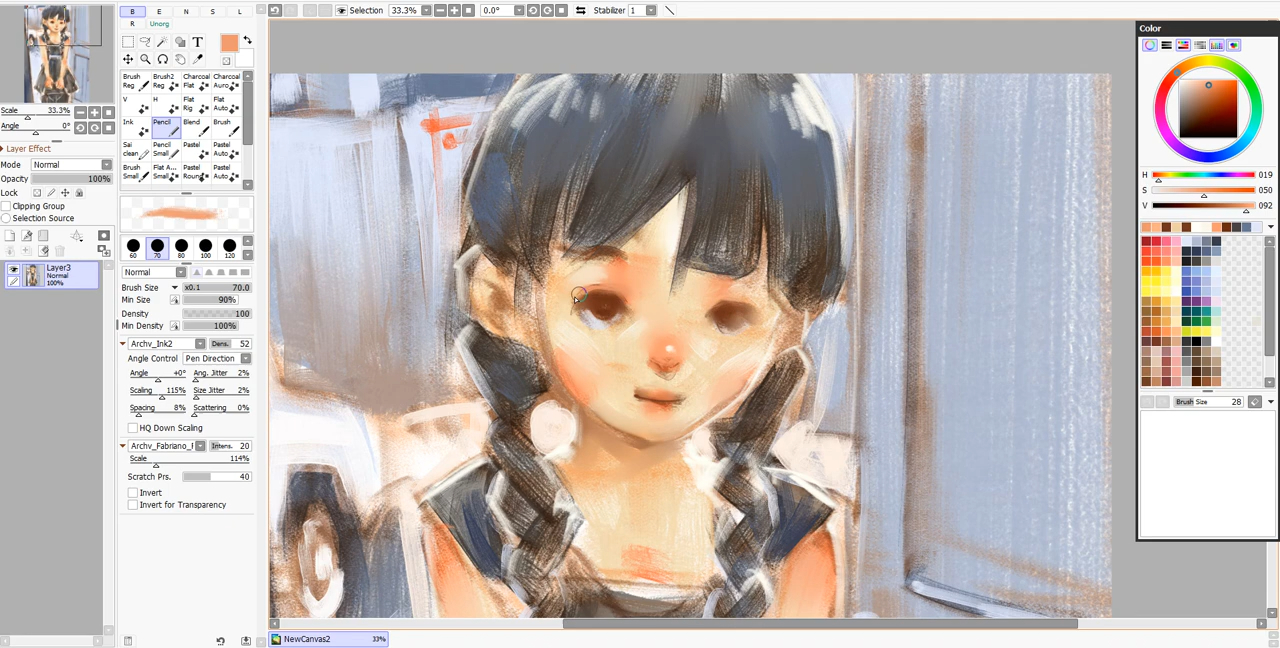 Selection 33.3% 0.0° Stabilizer 1
Color
B E N S L
R Unorg
T
Brush Reg Brush2 Reg Charcoal Rig Charcoal Auto
V H Flat Rig Flat Auto
Ink Pencil Blend Brush
Sai clean Pencil Small Pastel Pastel Auto
Brush Small Flat A... Small Pastel Round Pastel Auto
Scale 33.3%
Angle 0°
Layer Effect
Mode Normal
Opacity 100%
Lock
Clipping Group
Selection Source
Layer3
Normal
100%
60 70 80 100 120
Normal
Brush Size x0.1 70.0
Min Size 90%
Density 100
Min Density 100%
Archv_Ink2 Dens. 52
Angle Control Pen Direction
Angle +0° Ang. Jitter 2%
Scaling 115% Size Jitter 2%
Spacing 8% Scattering 0%
HQ Down Scaling
Archv_Fabriano_F Intens. 20
Scale 114%
Scratch Prs. 40
Invert
Invert for Transparency
H 019
S 050
V 092
Brush Size 28
NewCanvas2 33%